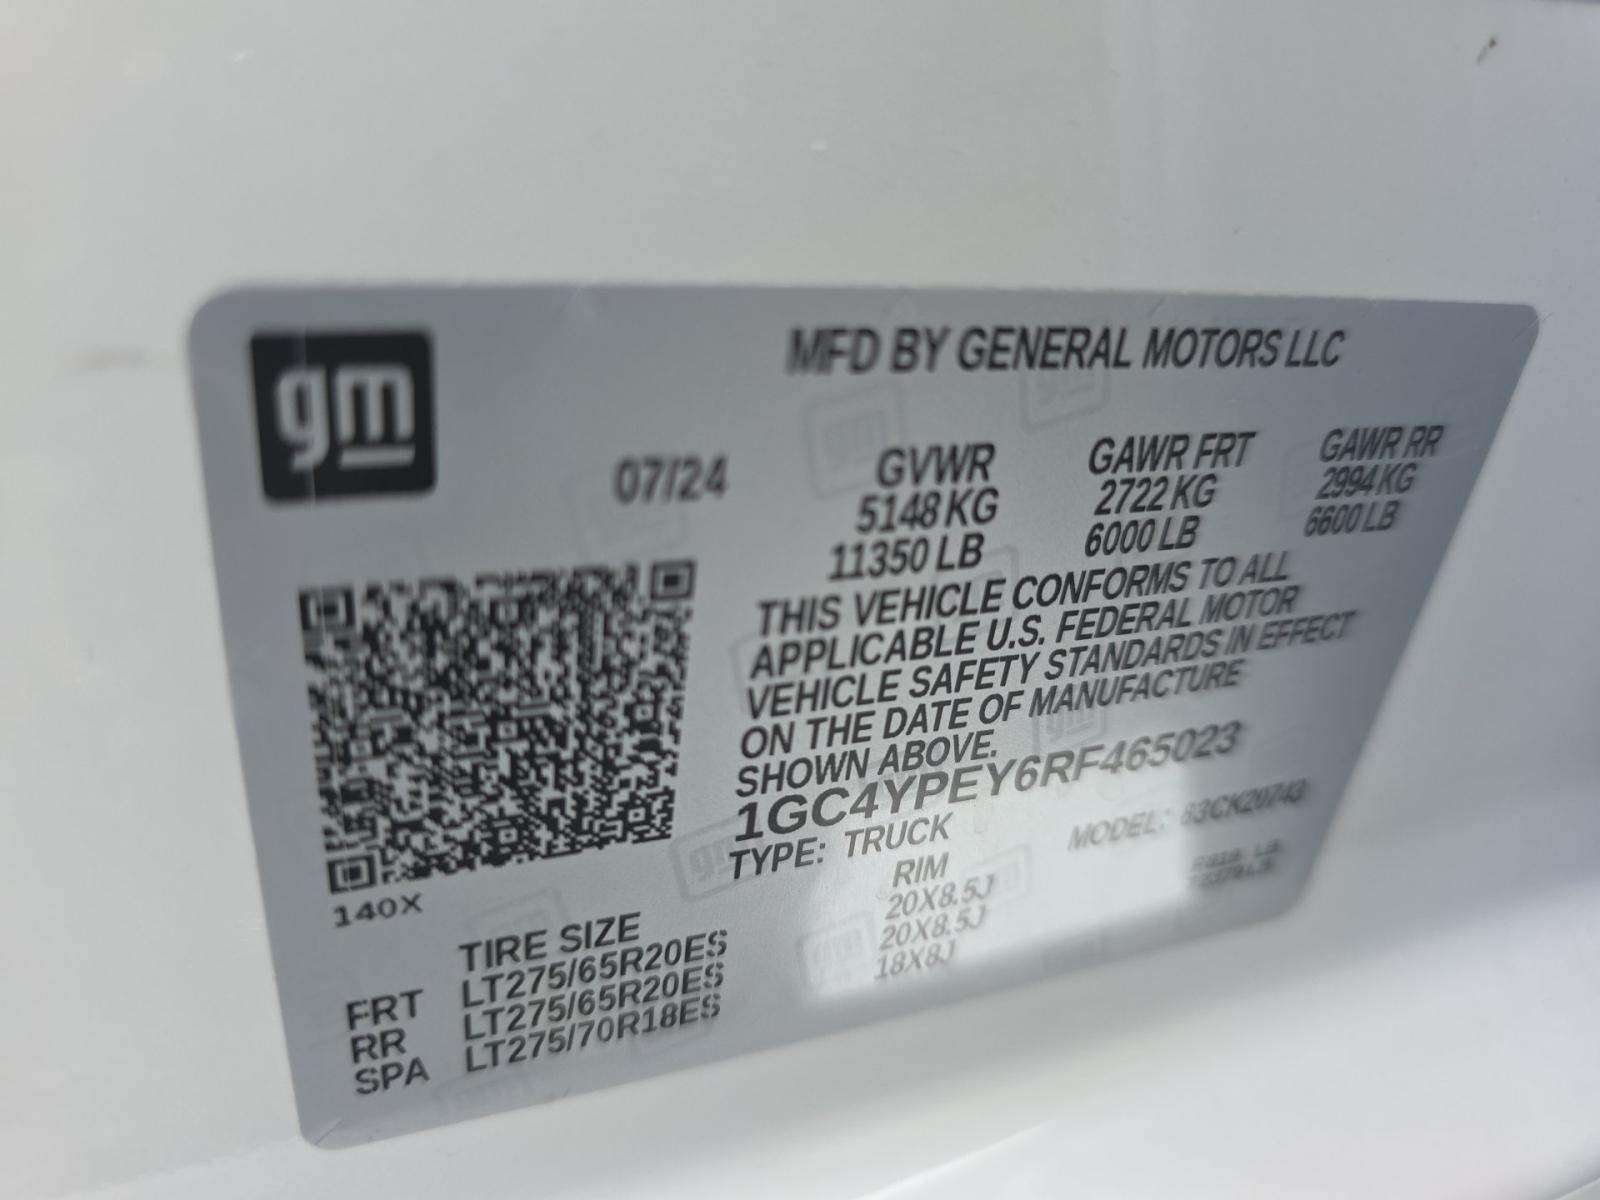 gm
MFD BY GENERAL MOTORS LLC
07/24
GVWR GAWR FRT GAWR RR
5148 KG 2722 KG 2994 KG
11350 LB 6000 LB 6600 LB
THIS VEHICLE CONFORMS TO ALL
APPLICABLE U.S. FEDERAL MOTOR
VEHICLE SAFETY STANDARDS IN EFFECT
ON THE DATE OF MANUFACTURE
SHOWN ABOVE.
1GC4YPEY6RF465023
TYPE: TRUCK MODEL:
140X
TIRE SIZE RIM
FRT LT275/65R20ES 20X8.5J
RR LT275/65R20ES 20X8.5J
SPA LT275/70R18ES 18X8J